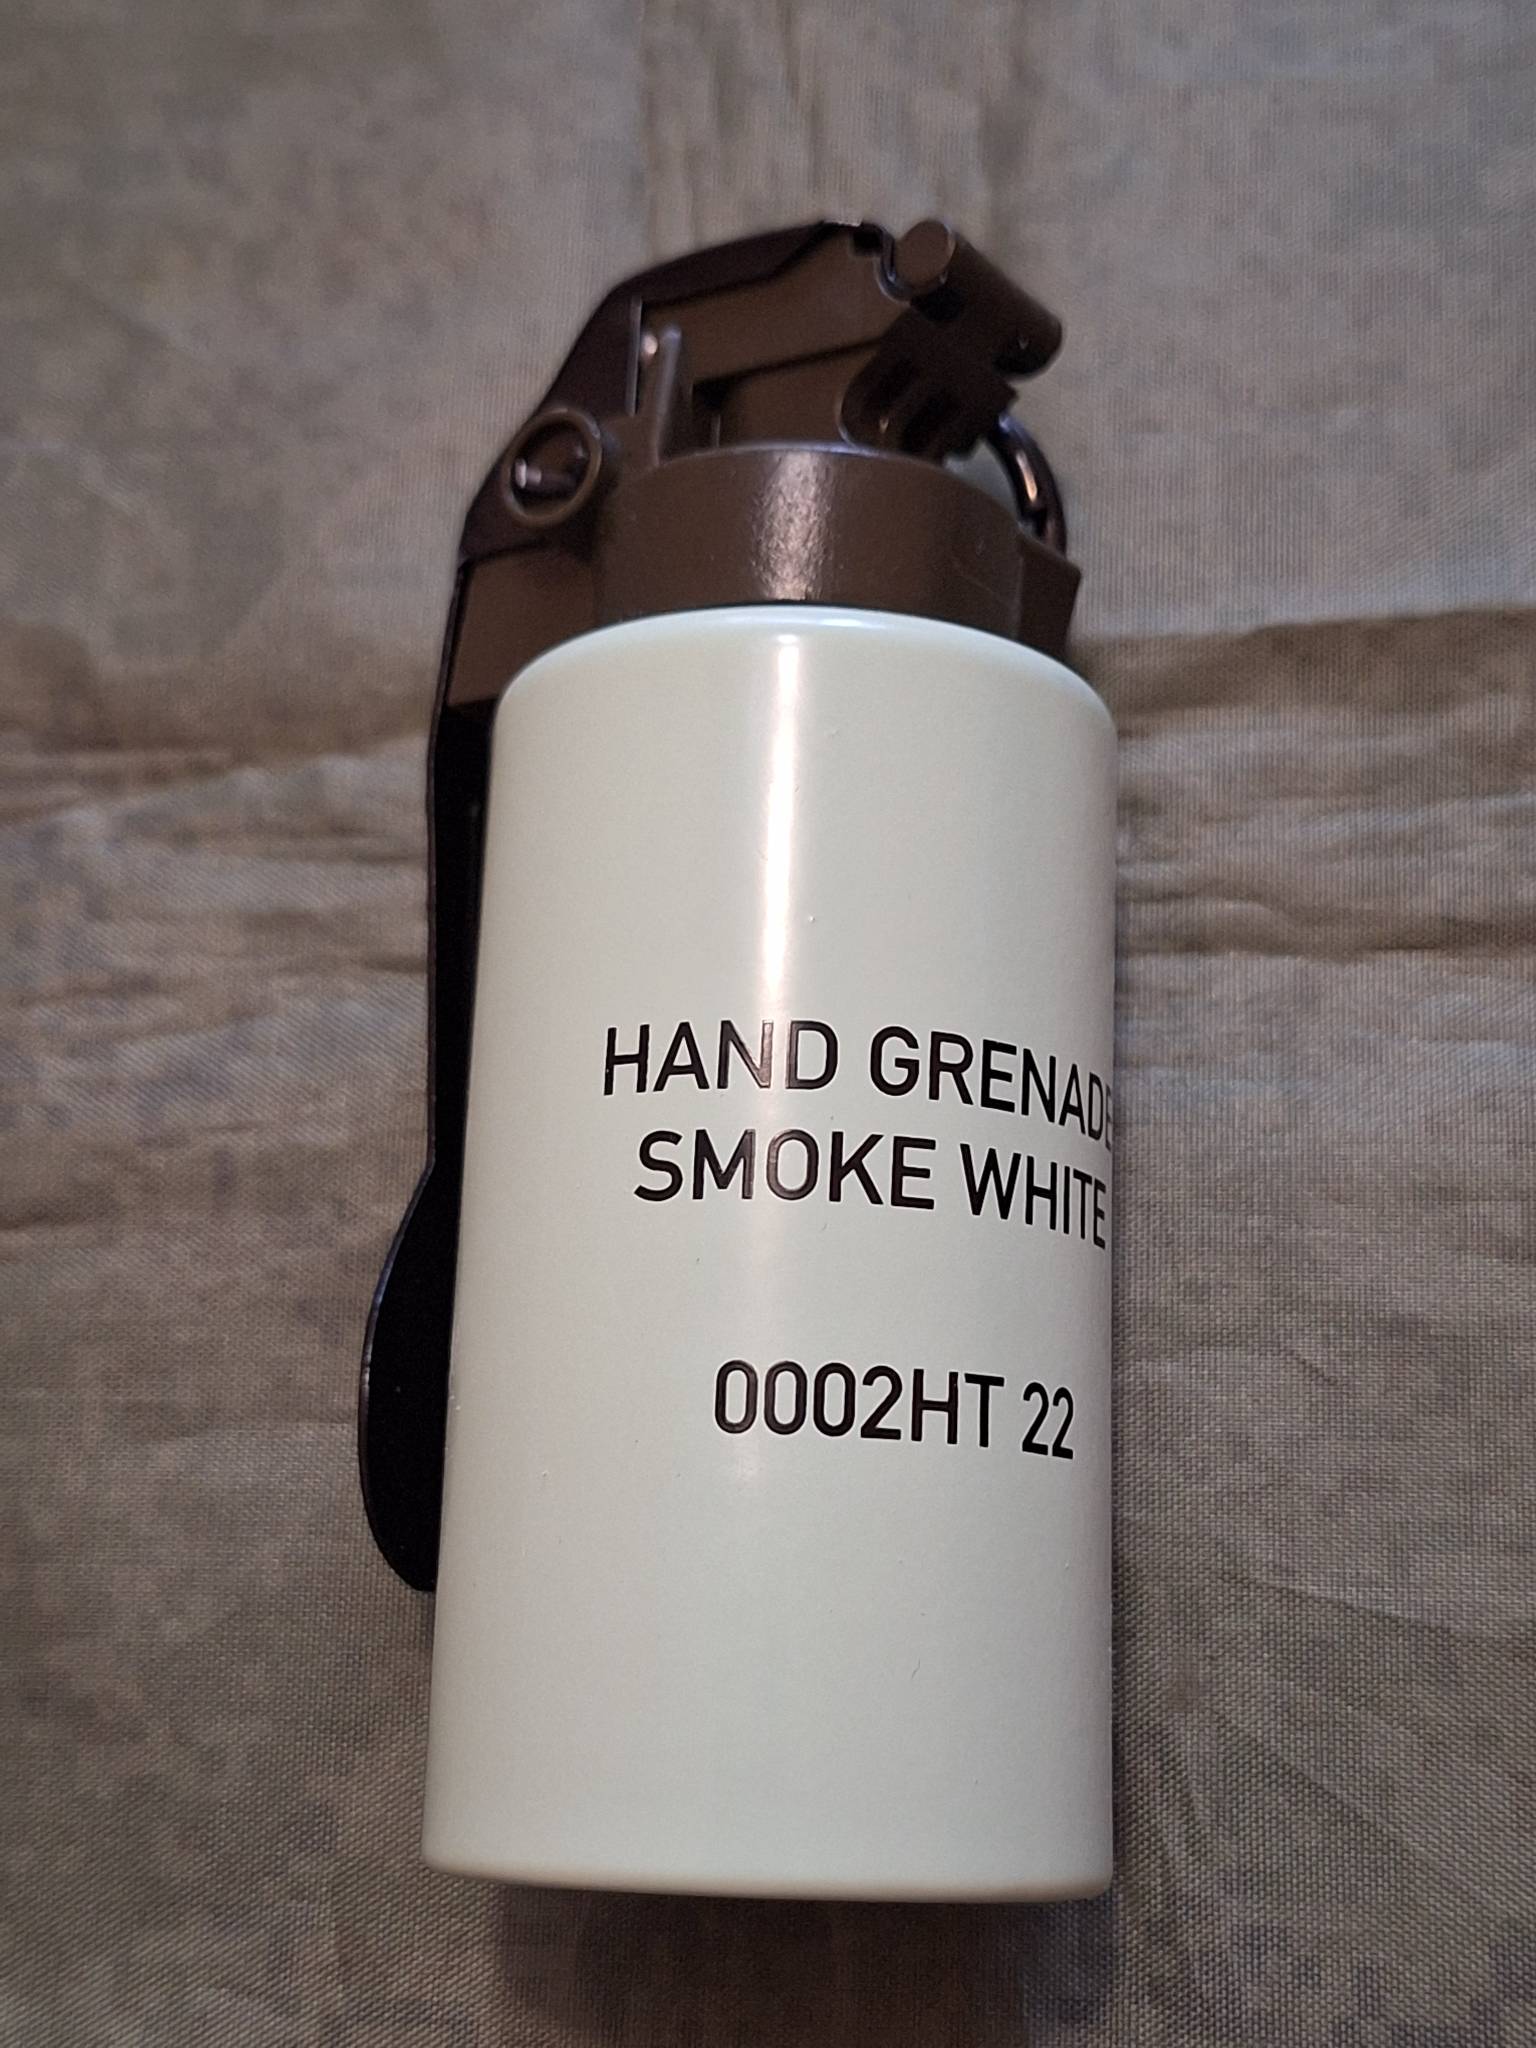 HAND GRENADE
SMOKE WHITE
0002HT 22